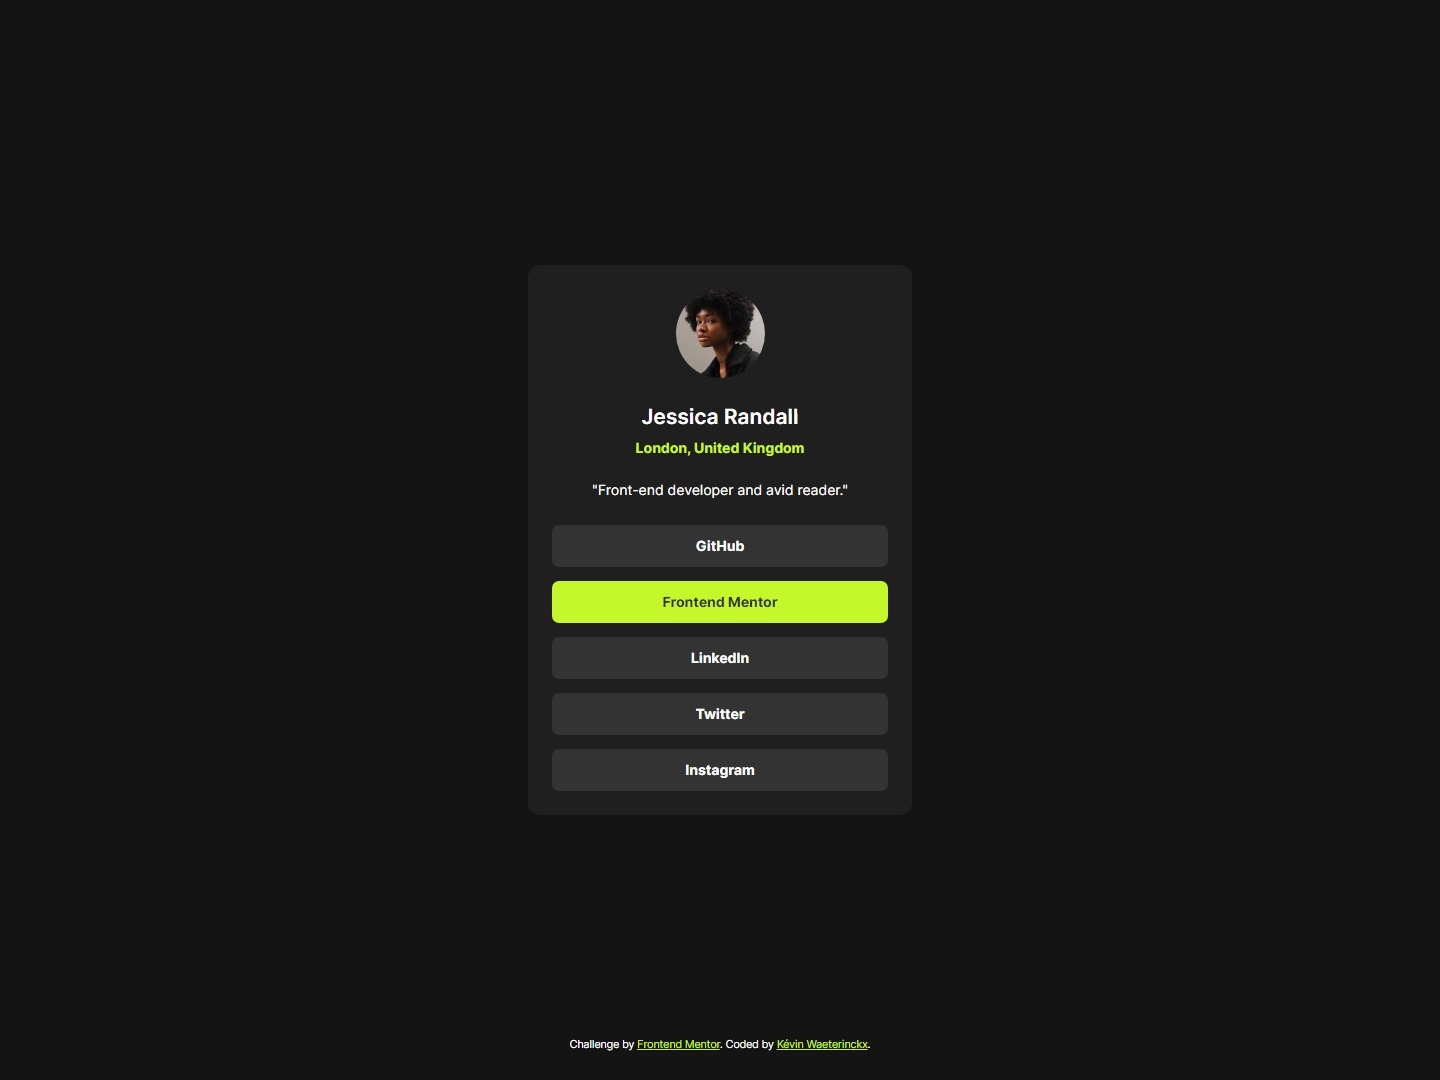 Jessica Randall
London, United Kingdom
"Front-end developer and avid reader."
GitHub
Frontend Mentor
LinkedIn
Twitter
Instagram
Challenge by Frontend Mentor. Coded by Kévin Waeterinckx.